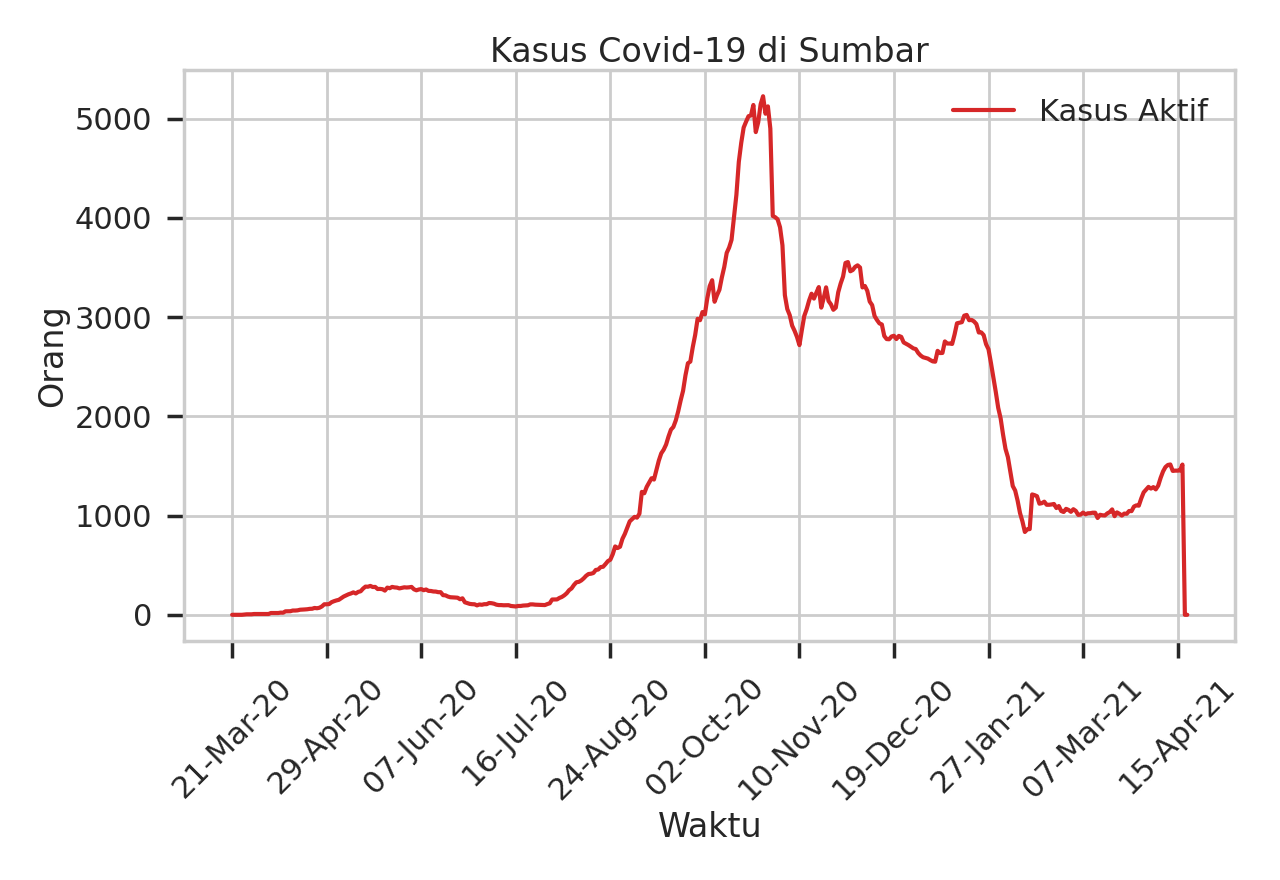 Kasus Covid-19 di Sumbar
Kasus Aktif
5000
4000
3000
2000
1000
0
Orang
21-Mar-20
29-Apr-20
07-Jun-20
16-Jul-20
24-Aug-20
02-Oct-20
10-Nov-20
19-Dec-20
27-Jan-21
07-Mar-21
15-Apr-21
Waktu